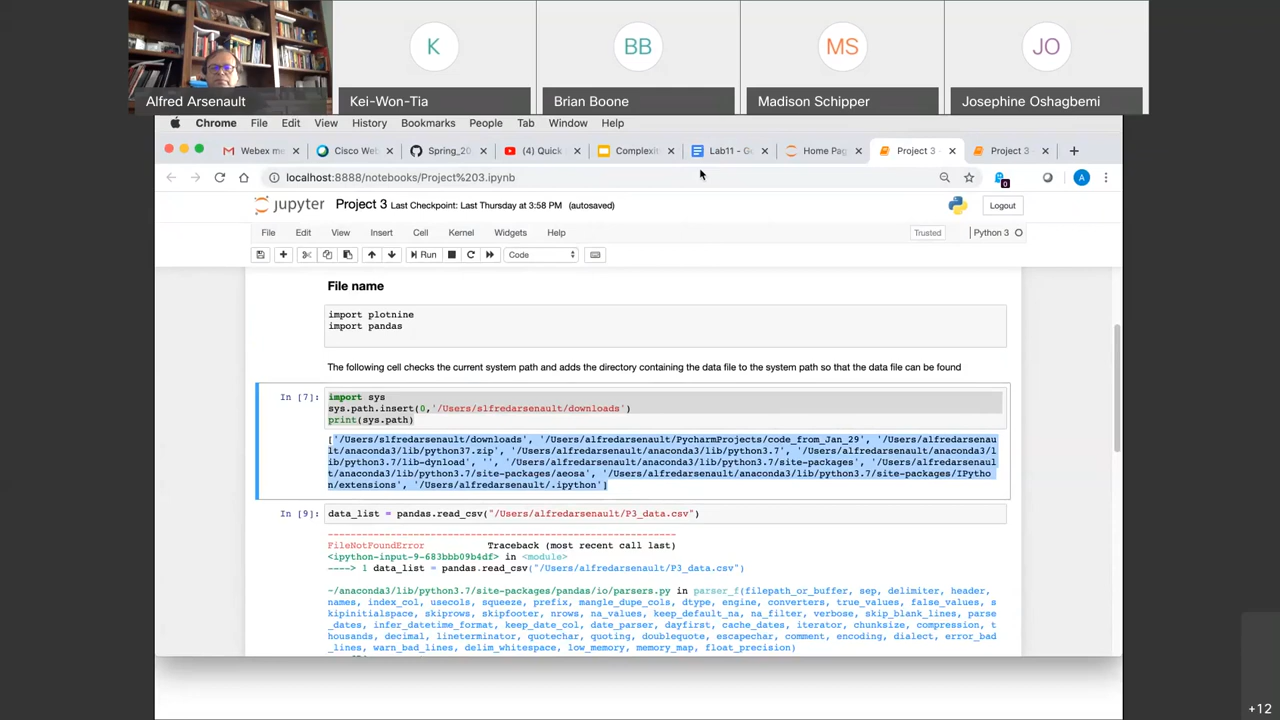 K
BB
MS
JO
Alfred Arsenault
Kei-Won-Tia
Brian Boone
Madison Schipper
Josephine Oshagbemi
Chrome File Edit View History Bookmarks People Tab Window Help
Webex me
Cisco Web
Spring_20
(4) Quick
Complexit
Lab11 - Go
Home Page
Project 3 -
Project 3
localhost:8888/notebooks/Project%203.ipynb
0
A
jupyter Project 3 Last Checkpoint: Last Thursday at 3:58 PM (autosaved)
Logout
File Edit View Insert Cell Kernel Widgets Help
Trusted
Python 3
Run
Code
File name
import plotnine
import pandas
The following cell checks the current system path and adds the directory containing the data file to the system path so that the data file can be found
In [7]: import sys
sys.path.insert(0,'/Users/slfredarsenault/downloads')
print(sys.path)
['/Users/slfredarsenault/downloads', '/Users/alfredarsenault/PycharmProjects/code_from_Jan_29', '/Users/alfredarsenau
lt/anaconda3/lib/python37.zip', '/Users/alfredarsenault/anaconda3/lib/python3.7', '/Users/alfredarsenault/anaconda3/l
ib/python3.7/lib-dynload', '', '/Users/alfredarsenault/anaconda3/lib/python3.7/site-packages', '/Users/alfredarsenaul
t/anaconda3/lib/python3.7/site-packages/aeosa', '/Users/alfredarsenault/anaconda3/lib/python3.7/site-packages/IPytho
n/extensions', '/Users/alfredarsenault/.ipython']
In [9]: data_list = pandas.read_csv("/Users/alfredarsenault/P3_data.csv")
---------------------------------------------------------------------------
FileNotFoundError Traceback (most recent call last)
<ipython-input-9-683bbb09b4df> in <module>
----> 1 data_list = pandas.read_csv("/Users/alfredarsenault/P3_data.csv")
~/anaconda3/lib/python3.7/site-packages/pandas/io/parsers.py in parser_f(filepath_or_buffer, sep, delimiter, header,
names, index_col, usecols, squeeze, prefix, mangle_dupe_cols, dtype, engine, converters, true_values, false_values, s
kipinitialspace, skiprows, skipfooter, nrows, na_values, keep_default_na, na_filter, verbose, skip_blank_lines, parse
_dates, infer_datetime_format, keep_date_col, date_parser, dayfirst, cache_dates, iterator, chunksize, compression, t
housands, decimal, lineterminator, quotechar, quoting, doublequote, escapechar, comment, encoding, dialect, error_bad
_lines, warn_bad_lines, delim_whitespace, low_memory, memory_map, float_precision)
+12